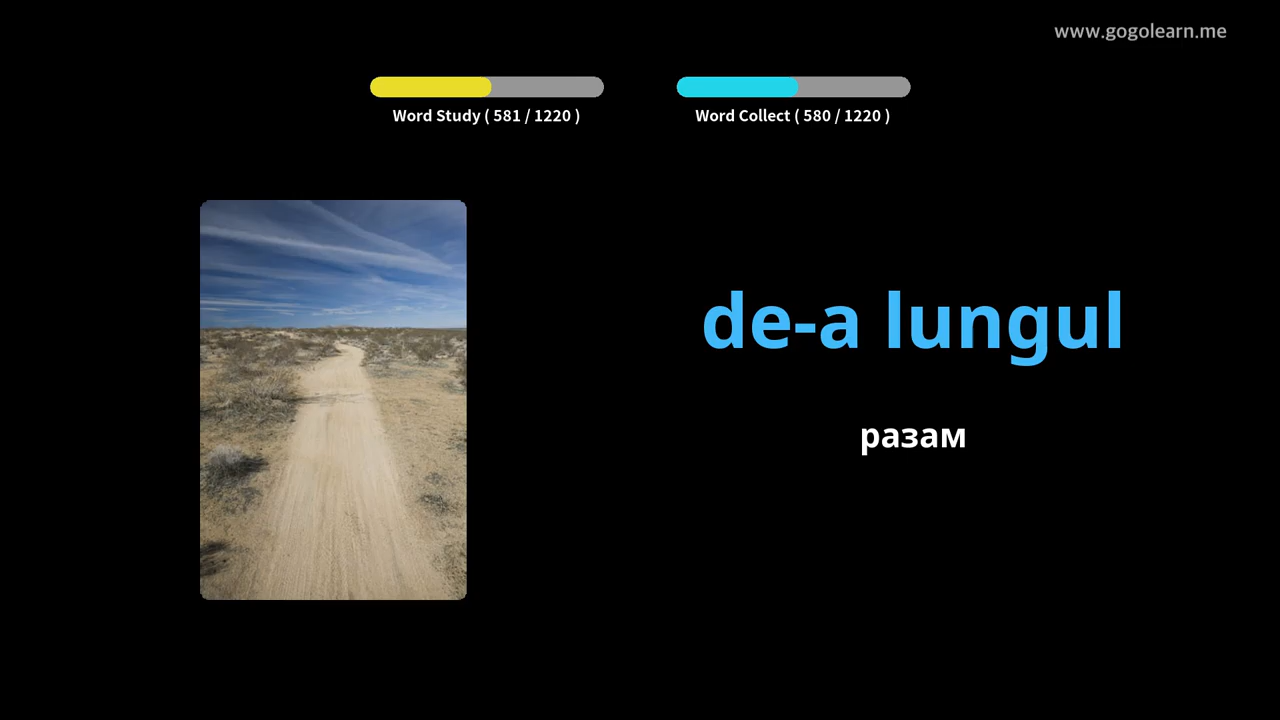 www.gogolearn.me
Word Study ( 581 / 1220 )
Word Collect ( 580 / 1220 )
de-a lungul
разам